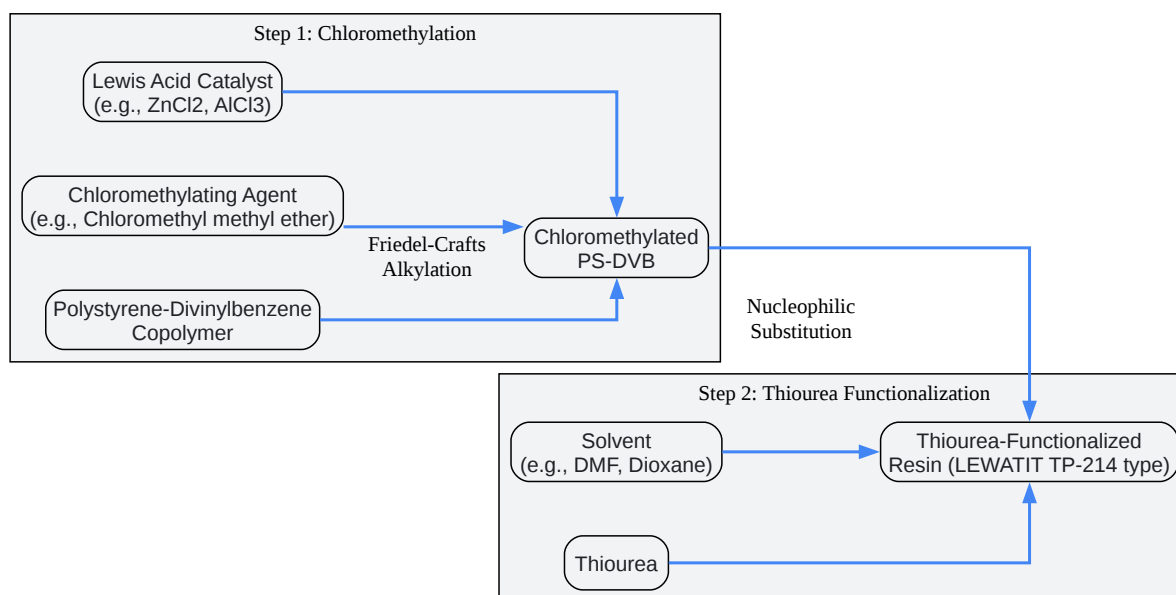 Step 1: Chloromethylation
Lewis Acid Catalyst
(e.g., ZnCl2, AlCl3)
Chloromethylating Agent
(e.g., Chloromethyl methyl ether)
Friedel-Crafts
Alkylation
Chloromethylated
PS-DVB
Polystyrene-Divinylbenzene
Copolymer
Nucleophilic
Substitution
Step 2: Thiourea Functionalization
Solvent
(e.g., DMF, Dioxane)
Thiourea-Functionalized
Resin (LEWATIT TP-214 type)
Thiourea